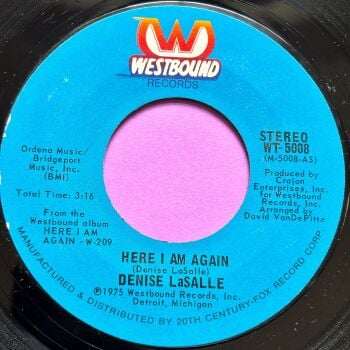 WESTBOUND
RECORDS
Ordena Music/
Bridgeport
Music, Inc.
(BMI)
Total Time: 3:16
From the
Westbound album
HERE I AM
AGAIN - W-209
STEREO
WT-5008
(M-5008-AS)
Produced by
Crajon
Enterprises, Inc.
for Westbound
Records, Inc.
Arranged by
David VanDePitte
HERE I AM AGAIN
(Denise LaSalle)
DENISE LaSALLE
℗1975 Westbound Records, Inc.
Detroit, Michigan
MANUFACTURED & DISTRIBUTED BY 20TH CENTURY-FOX RECORD CORP.